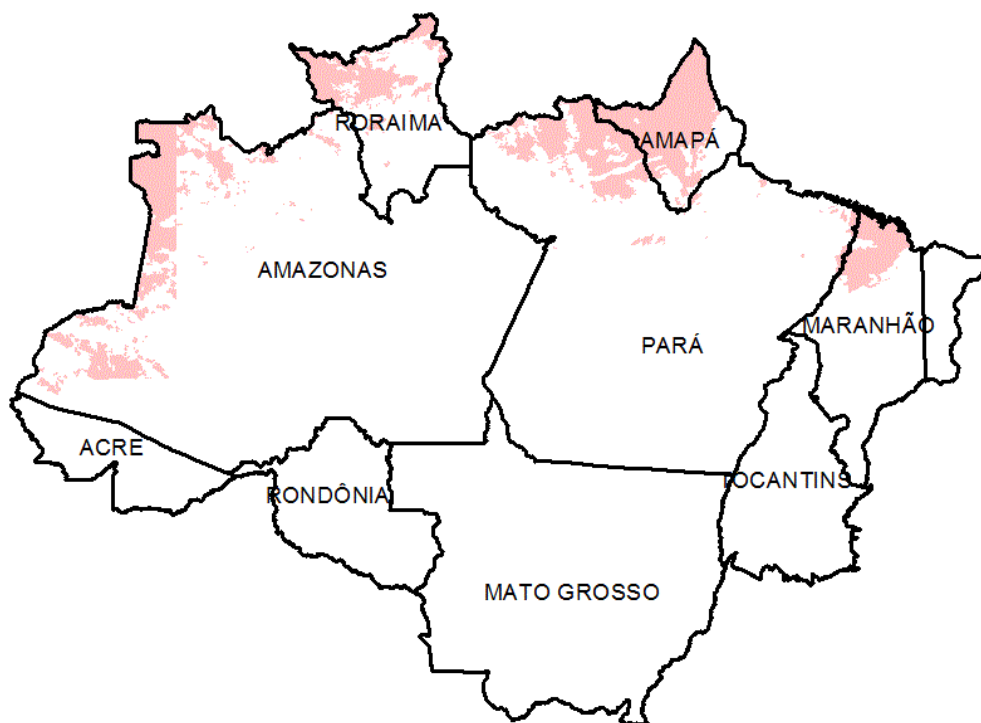 RORAIMA
AMAPÁ
AMAZONAS
MARANHÃO
PARÁ
ACRE
TOCANTINS
RONDÔNIA
MATO GROSSO